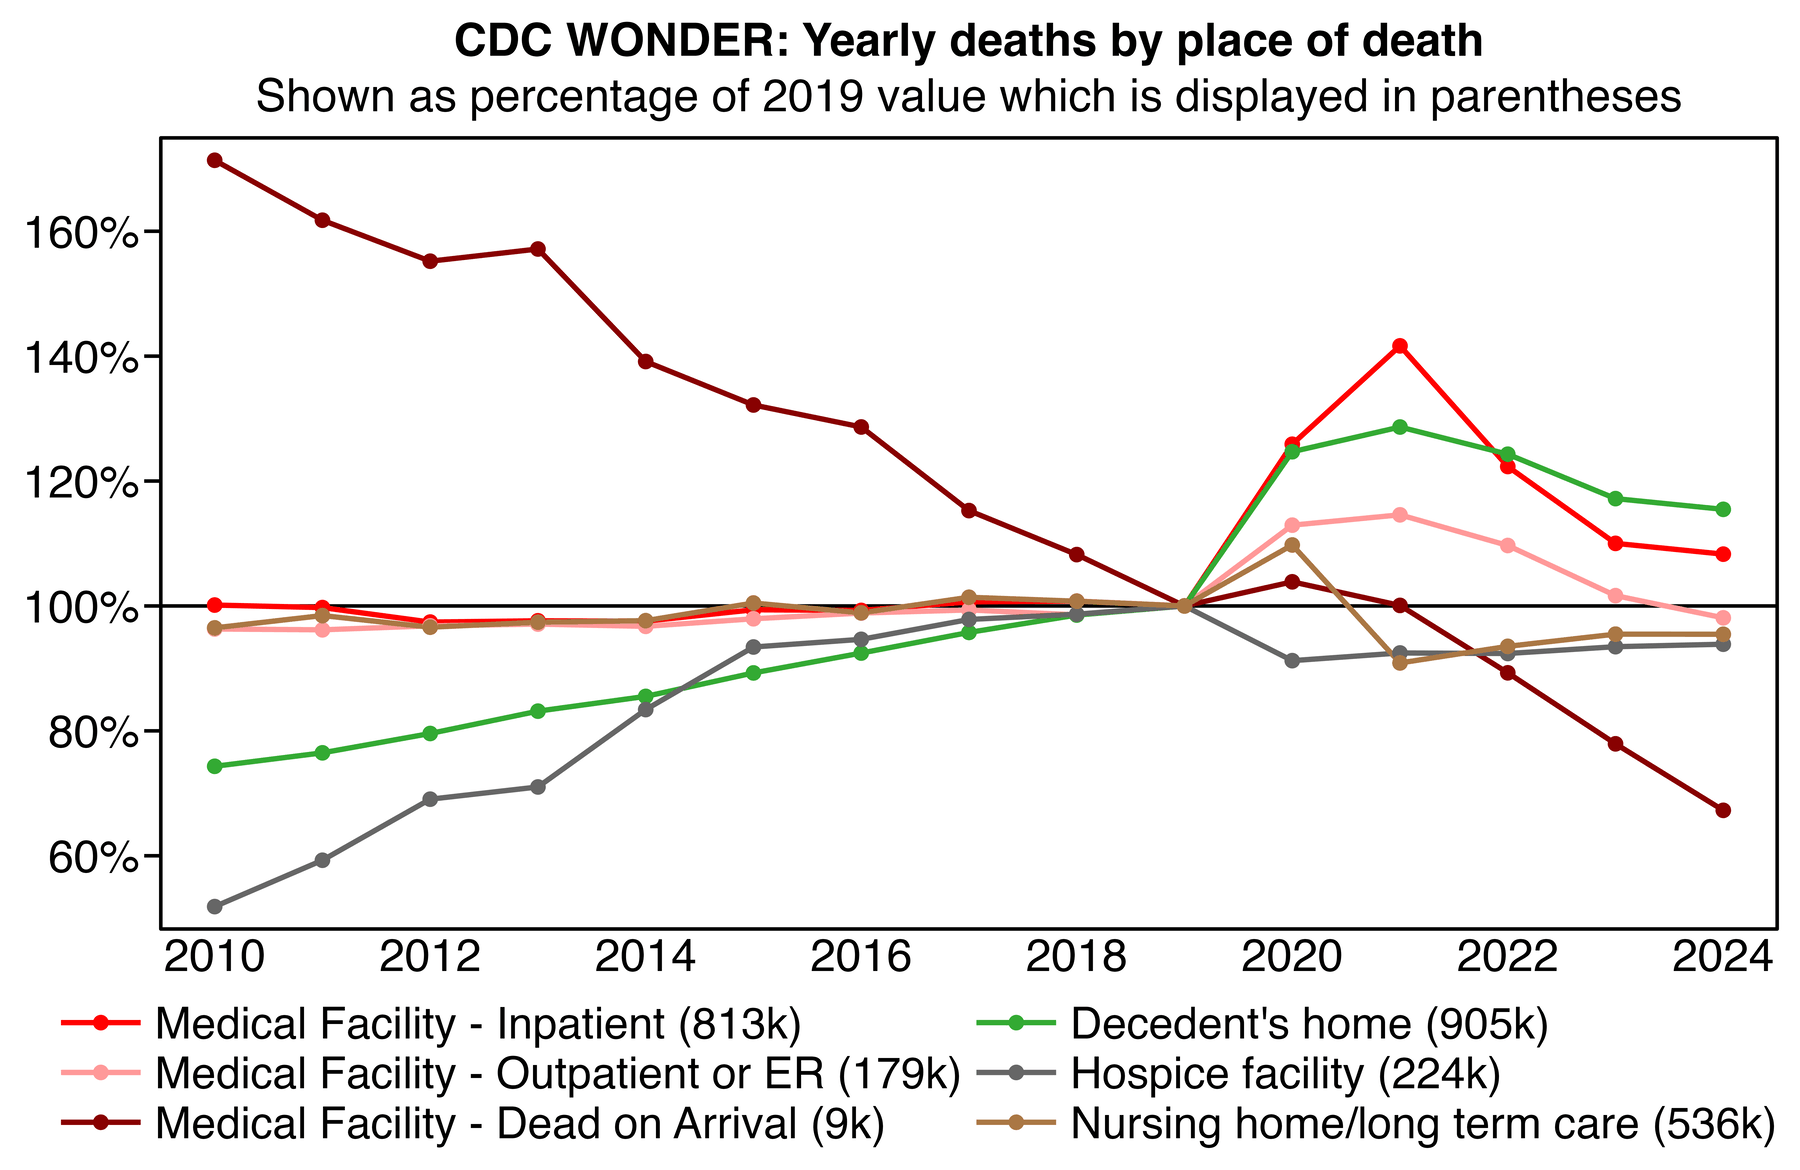 CDC WONDER: Yearly deaths by place of death
Shown as percentage of 2019 value which is displayed in parentheses
160%
140%
120%
100%
80%
60%
2010 2012 2014 2016 2018 2020 2022 2024
Medical Facility - Inpatient (813k)
Medical Facility - Outpatient or ER (179k)
Medical Facility - Dead on Arrival (9k)
Decedent's home (905k)
Hospice facility (224k)
Nursing home/long term care (536k)